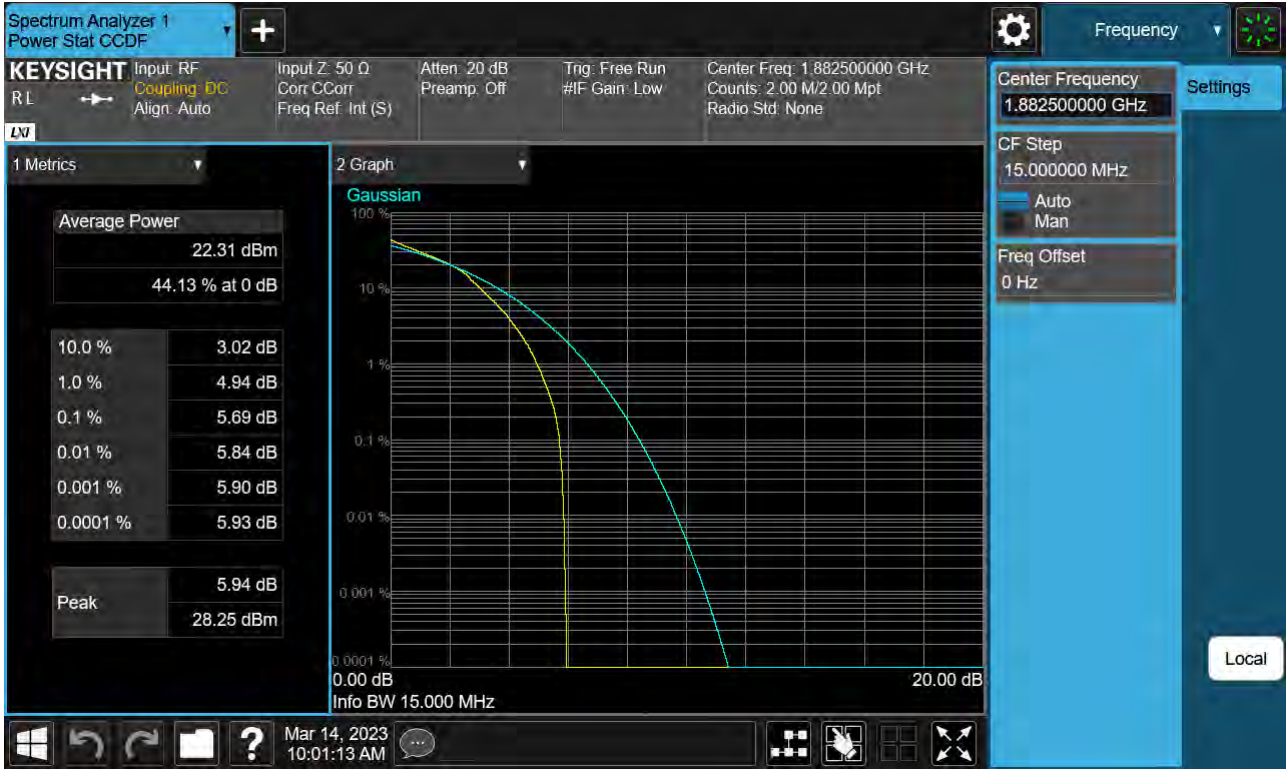 Spectrum Analyzer 1
Power Stat CCDF
Frequency
KEYSIGHT
R L
LXI
Input: RF
Coupling: DC
Align: Auto
Input Z: 50 Ω
Corr CCorr
Freq Ref: Int (S)
Atten: 20 dB
Preamp: Off
Trig: Free Run
#IF Gain: Low
Center Freq: 1.882500000 GHz
Counts: 2.00 M/2.00 Mpt
Radio Std: None
Center Frequency
1.882500000 GHz
Settings
CF Step
15.000000 MHz
Auto
Man
Freq Offset
0 Hz
Local
1 Metrics
Average Power
22.31 dBm
44.13 % at 0 dB
10.0 % 3.02 dB
1.0 % 4.94 dB
0.1 % 5.69 dB
0.01 % 5.84 dB
0.001 % 5.90 dB
0.0001 % 5.93 dB
Peak 5.94 dB
28.25 dBm
2 Graph
Gaussian
100 %
10 %
1 %
0.1 %
0.01 %
0.001 %
0.0001 %
0.00 dB 20.00 dB
Info BW 15.000 MHz
?
Mar 14, 2023
10:01:13 AM